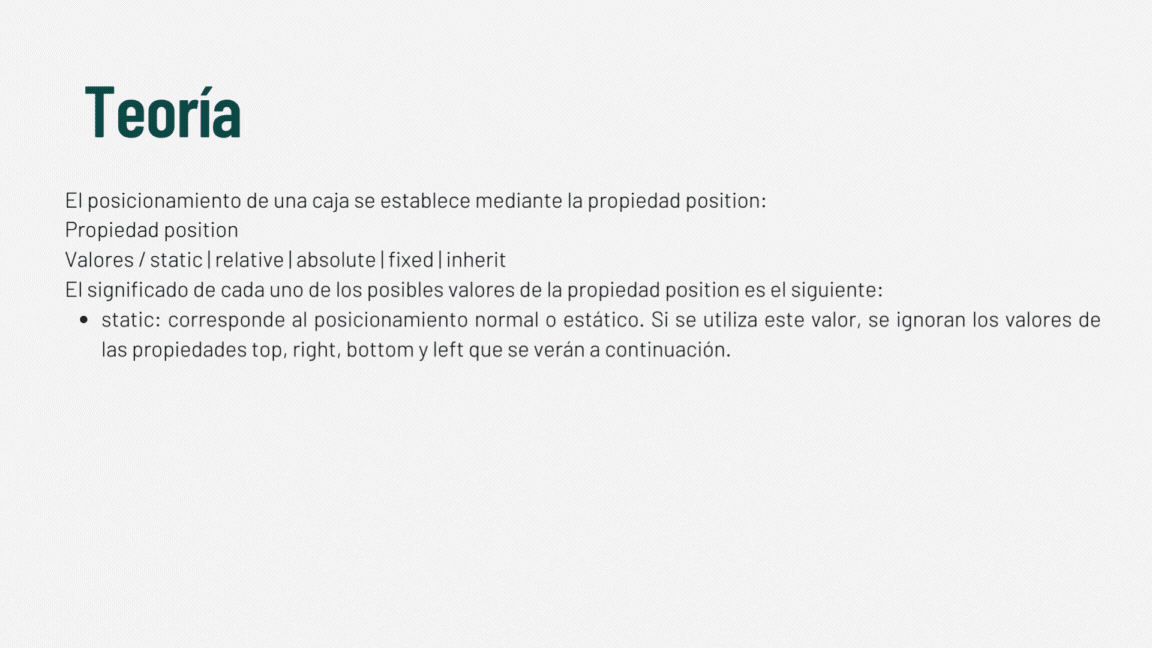 Teoría
El posicionamiento de una caja se establece mediante la propiedad position:
Propiedad position
Valores / static | relative | absolute | fixed | inherit
El significado de cada uno de los posibles valores de la propiedad position es el siguiente:
• static: corresponde al posicionamiento normal o estático. Si se utiliza este valor, se ignoran los valores de
las propiedades top, right, bottom y left que se verán a continuación.